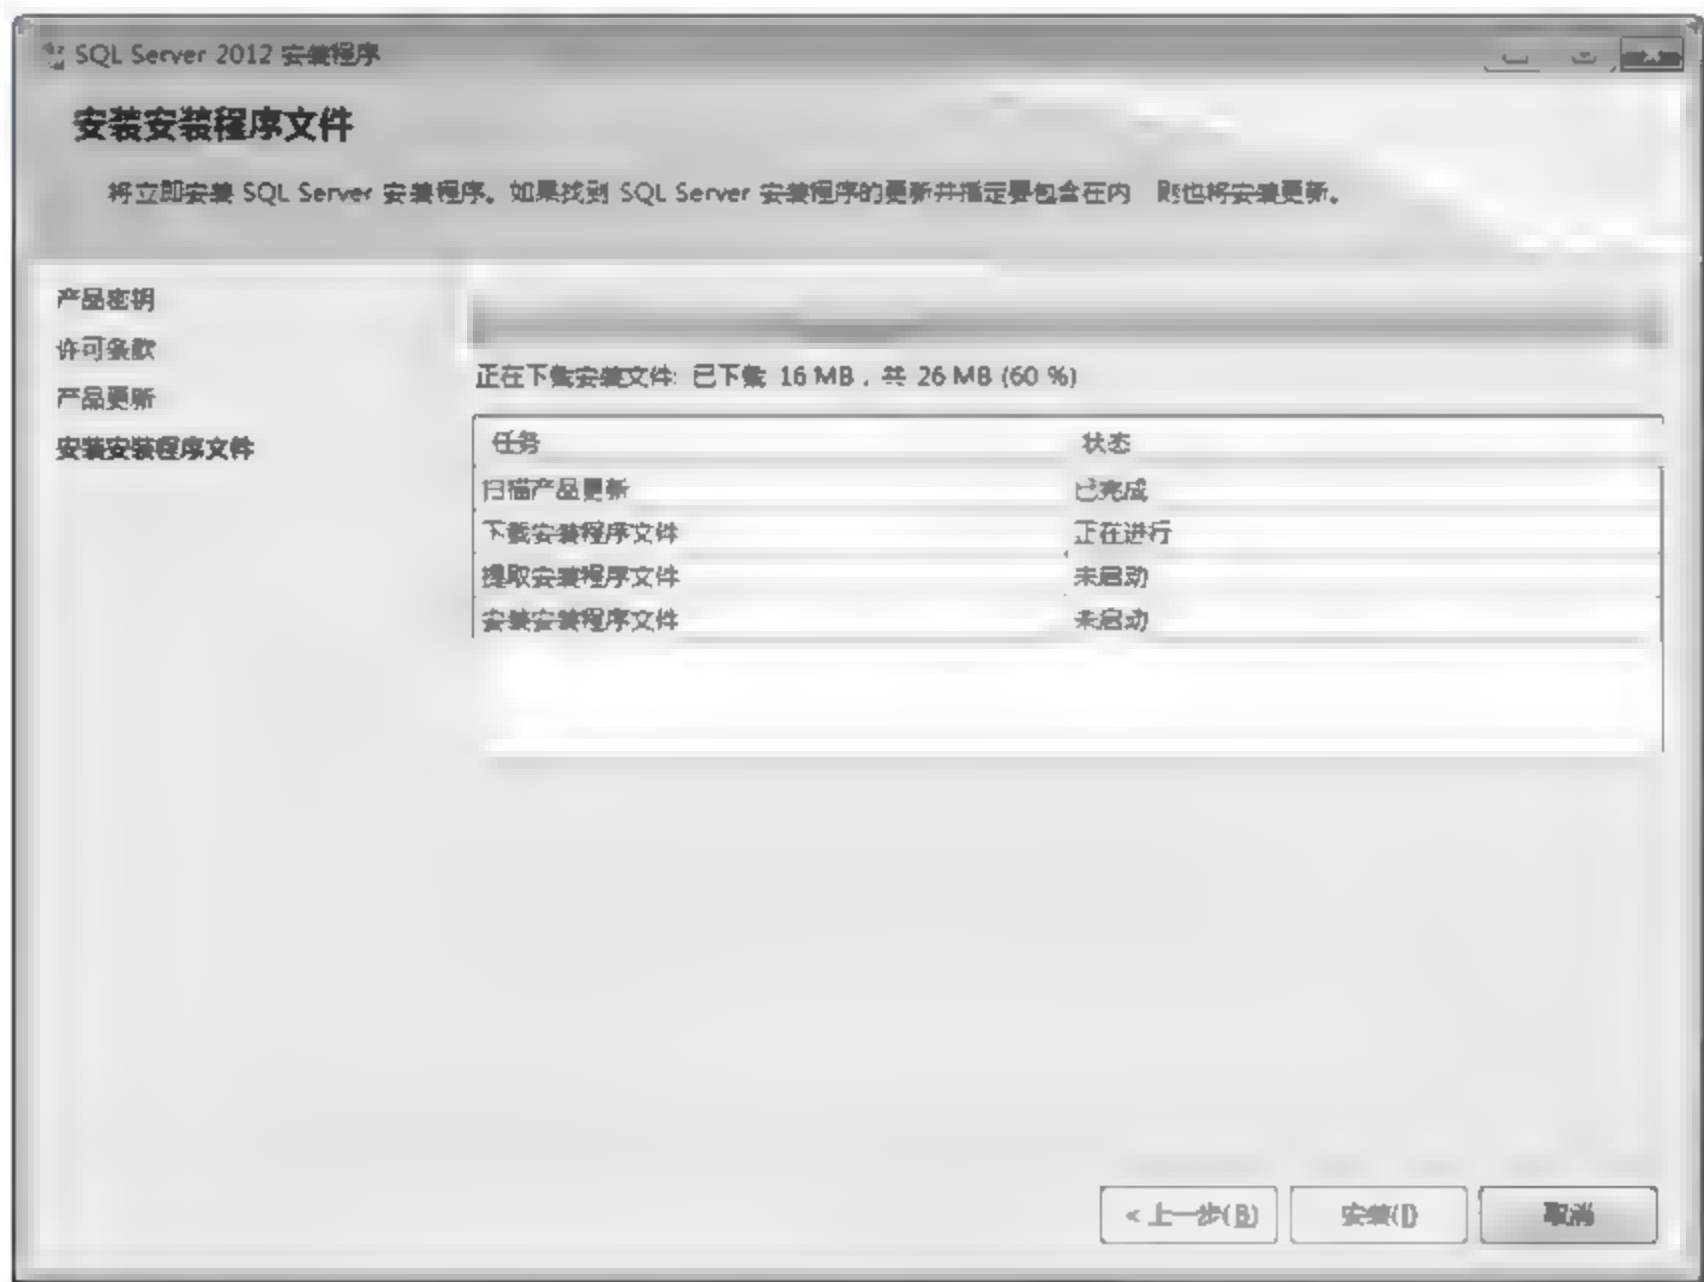 SQL Server 2012 安装程序
安装安装程序文件
将立即安装 SQL Server 安装程序。如果找到 SQL Server 安装程序的更新并指定要包含在内 则也将安装更新。
产品密钥
许可条款
产品更新
安装安装程序文件
正在下载安装文件: 已下载 16 MB，共 26 MB (60 %)
任务 状态
扫描产品更新 已完成
下载安装程序文件 正在进行
提取安装程序文件 未启动
安装安装程序文件 未启动
< 上一步(B) 安装(I) 取消